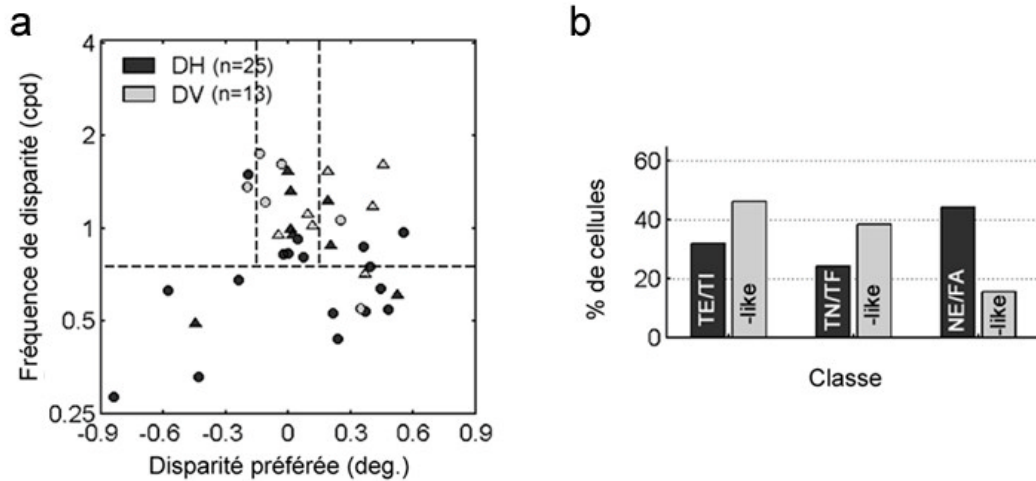 a
Fréquence de disparité (cpd)
4
2
1
0.5
0.25
DH (n=25)
DV (n=13)
-0.9 -0.6 -0.3 0 0.3 0.6 0.9
Disparité préférée (deg.)
b
% de cellules
60
40
20
0
TE/TI
-like
TN/TF
-like
NE/FA
-like
Classe